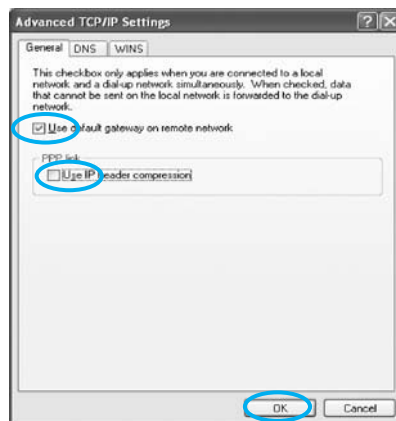 Advanced TCP/IP Settings
General DNS WINS
This checkbox only applies when you are connected to a local
network and a dial-up network simultaneously. When checked, data
that cannot be sent on the local network is forwarded to the dial-up
network.
Use default gateway on remote network
PPP link
Use IP header compression
OK Cancel